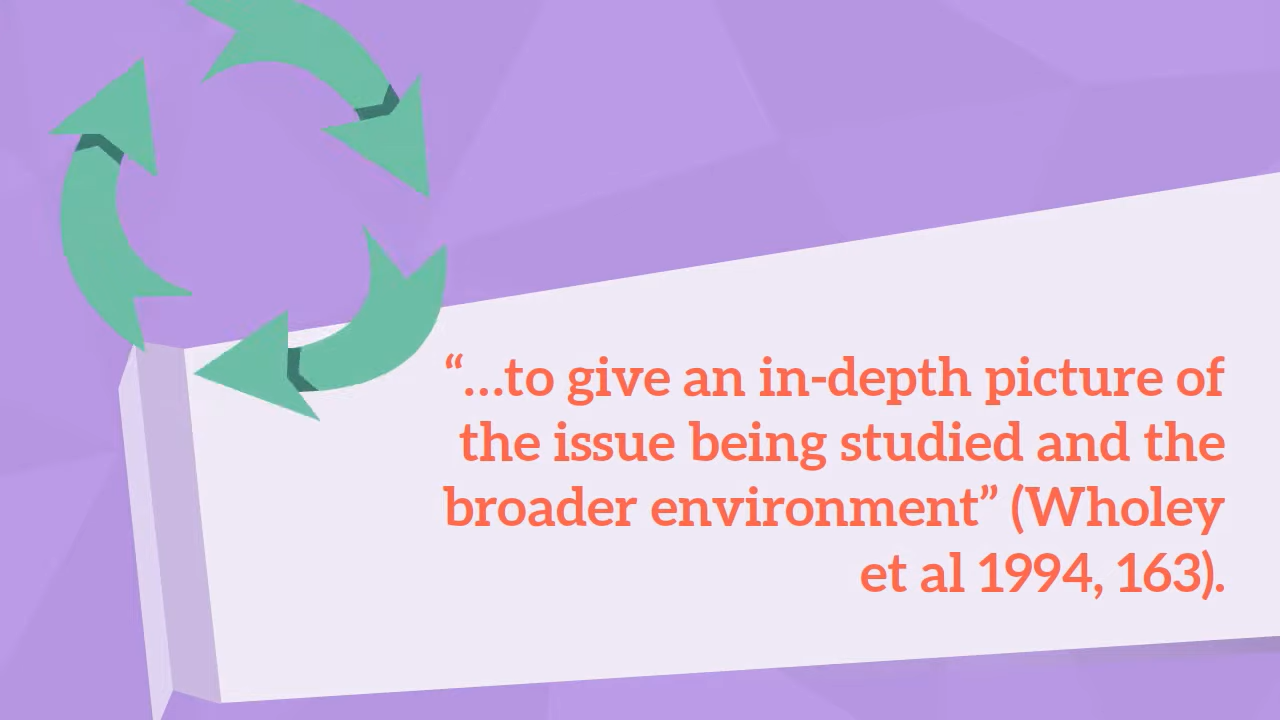 “...to give an in-depth picture of
the issue being studied and the
broader environment” (Wholey
et al 1994, 163).